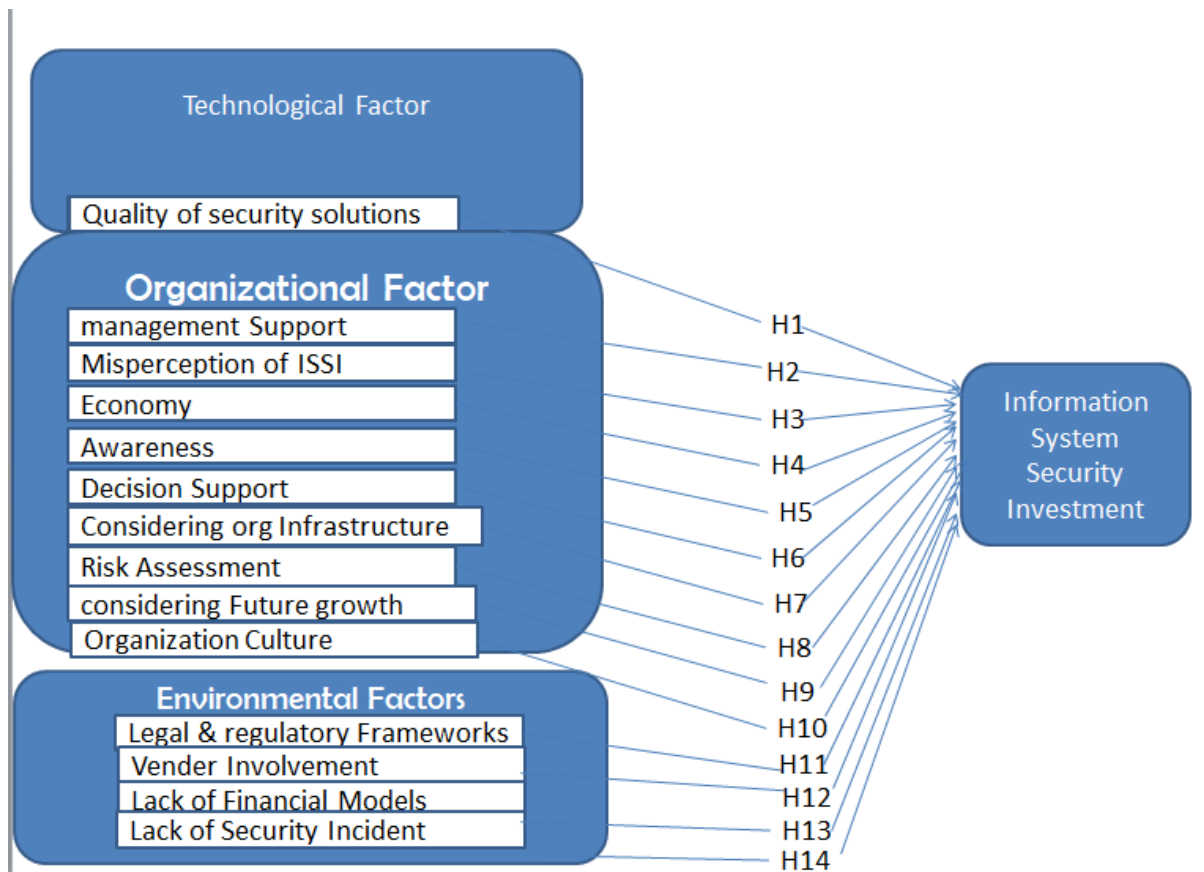 Technological Factor
Quality of security solutions
Organizational Factor
management Support
Misperception of ISSI
Economy
Awareness
Decision Support
Considering org Infrastructure
Risk Assessment
considering Future growth
Organization Culture
Environmental Factors
Legal & regulatory Frameworks
Vender Involvement
Lack of Financial Models
Lack of Security Incident
H1
H2
H3
H4
H5
H6
H7
H8
H9
H10
H11
H12
H13
H14
Information
System
Security
Investment